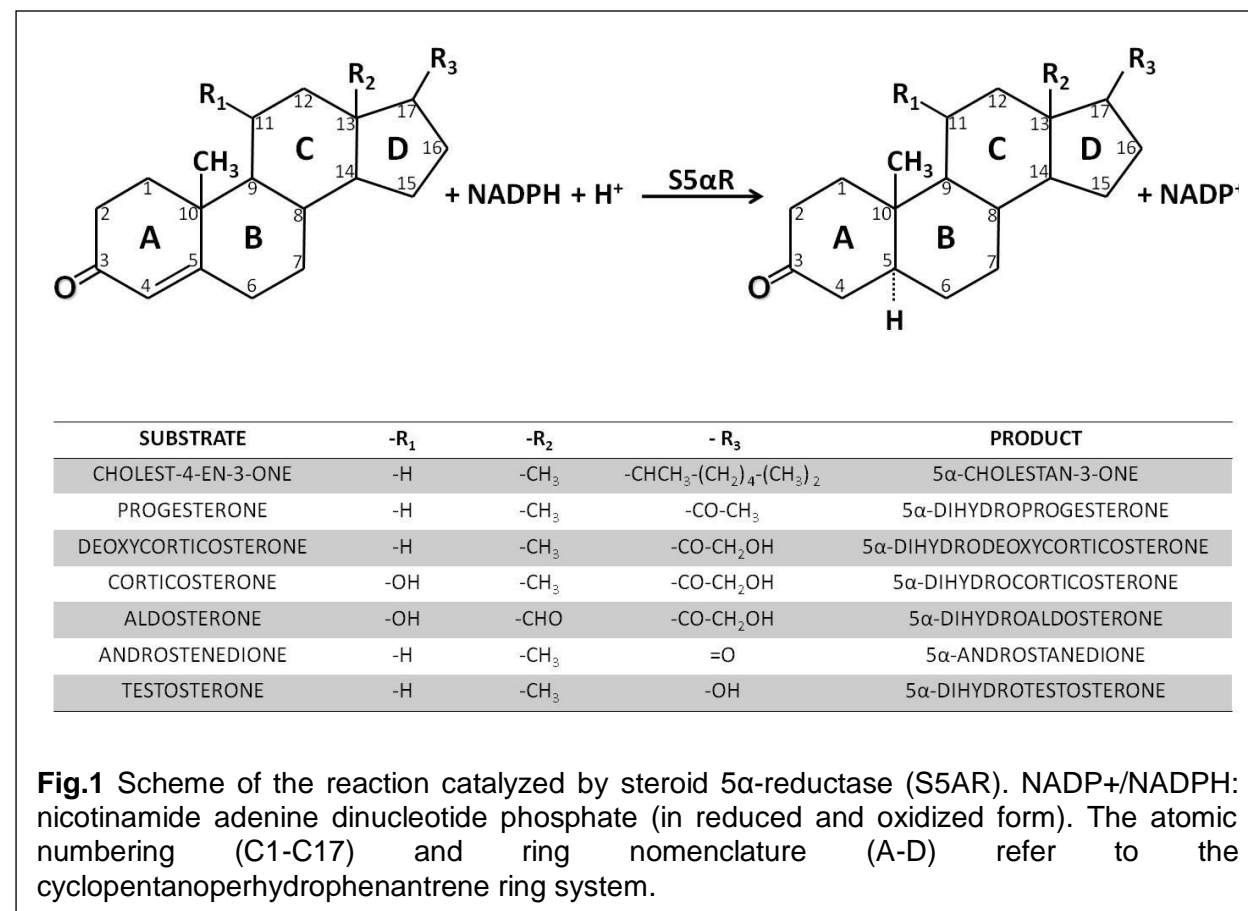 R₁ R₂ R₃ 12 11 13 17 C D 16 CH₃ 14 15 1 9 2 10 8 A B 3 5 7 4 6 O
+ NADPH + H⁺ S5αR
R₁ R₂ R₃ 12 11 13 17 C D 16 CH₃ 14 15 1 9 2 10 8 A B 3 5 7 4 6 O H
+ NADP⁺
SUBSTRATE -R₁ -R₂ - R₃ PRODUCT
CHOLEST-4-EN-3-ONE -H -CH₃ -CHCH₃-(CH₂)₄-(CH₃)₂ 5α-CHOLESTAN-3-ONE
PROGESTERONE -H -CH₃ -CO-CH₃ 5α-DIHYDROPROGESTERONE
DEOXYCORTICOSTERONE -H -CH₃ -CO-CH₂OH 5α-DIHYDRODEOXYCORTICOSTERONE
CORTICOSTERONE -OH -CH₃ -CO-CH₂OH 5α-DIHYDROCORTICOSTERONE
ALDOSTERONE -OH -CHO -CO-CH₂OH 5α-DIHYDROALDOSTERONE
ANDROSTENEDIONE -H -CH₃ =O 5α-ANDROSTANEDIONE
TESTOSTERONE -H -CH₃ -OH 5α-DIHYDROTESTOSTERONE
Fig.1 Scheme of the reaction catalyzed by steroid 5α-reductase (S5AR). NADP+/NADPH:
nicotinamide adenine dinucleotide phosphate (in reduced and oxidized form). The atomic
numbering (C1-C17) and ring nomenclature (A-D) refer to the
cyclopentanoperhydrophenantrene ring system.